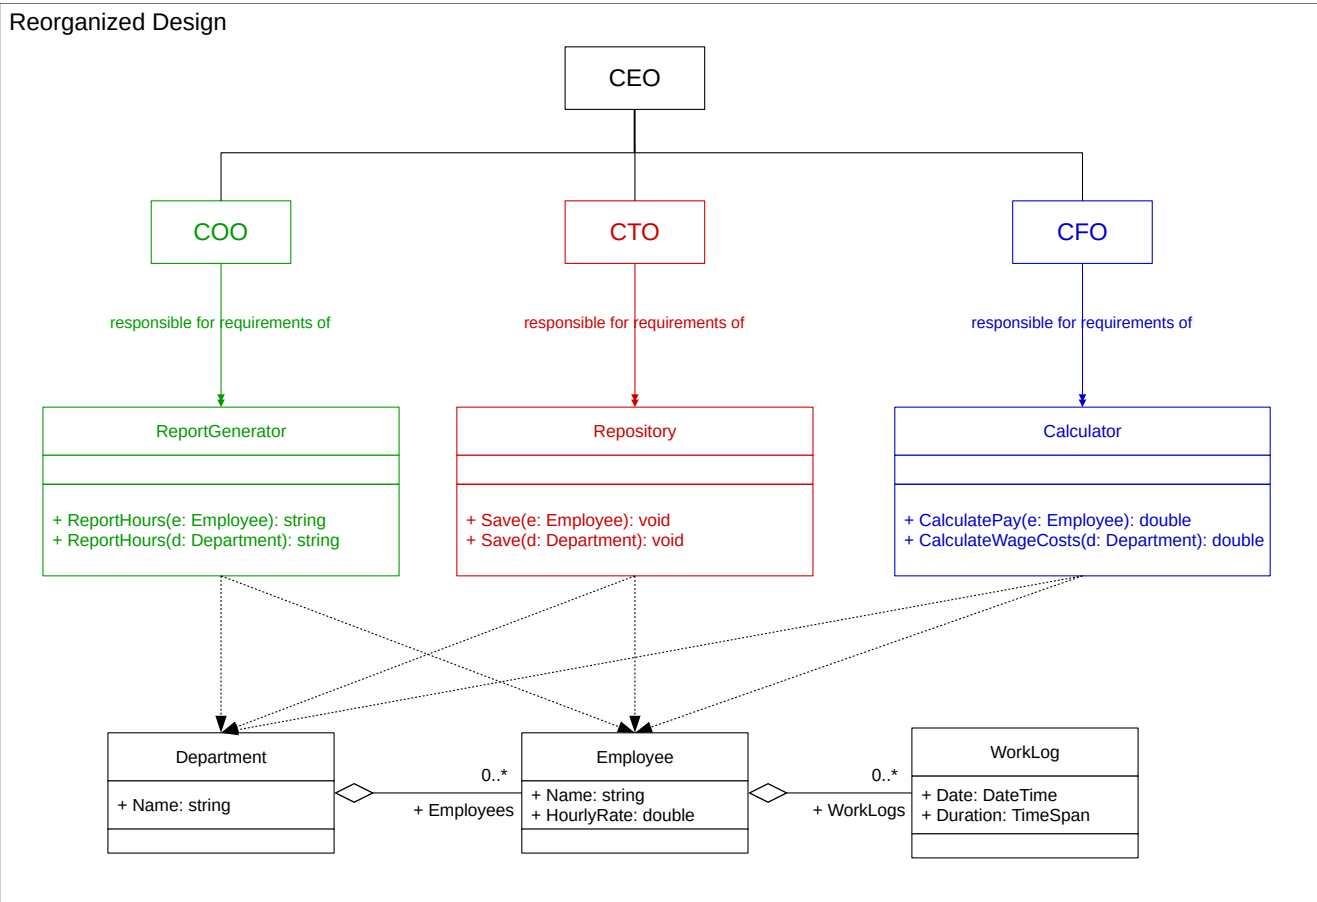 Reorganized Design
CEO
COO
CTO
CFO
responsible for requirements of
responsible for requirements of
responsible for requirements of
ReportGenerator
+ ReportHours(e: Employee): string
+ ReportHours(d: Department): string
Repository
+ Save(e: Employee): void
+ Save(d: Department): void
Calculator
+ CalculatePay(e: Employee): double
+ CalculateWageCosts(d: Department): double
Department
+ Name: string
0..*
+ Employees
Employee
+ Name: string
+ HourlyRate: double
0..*
+ WorkLogs
WorkLog
+ Date: DateTime
+ Duration: TimeSpan